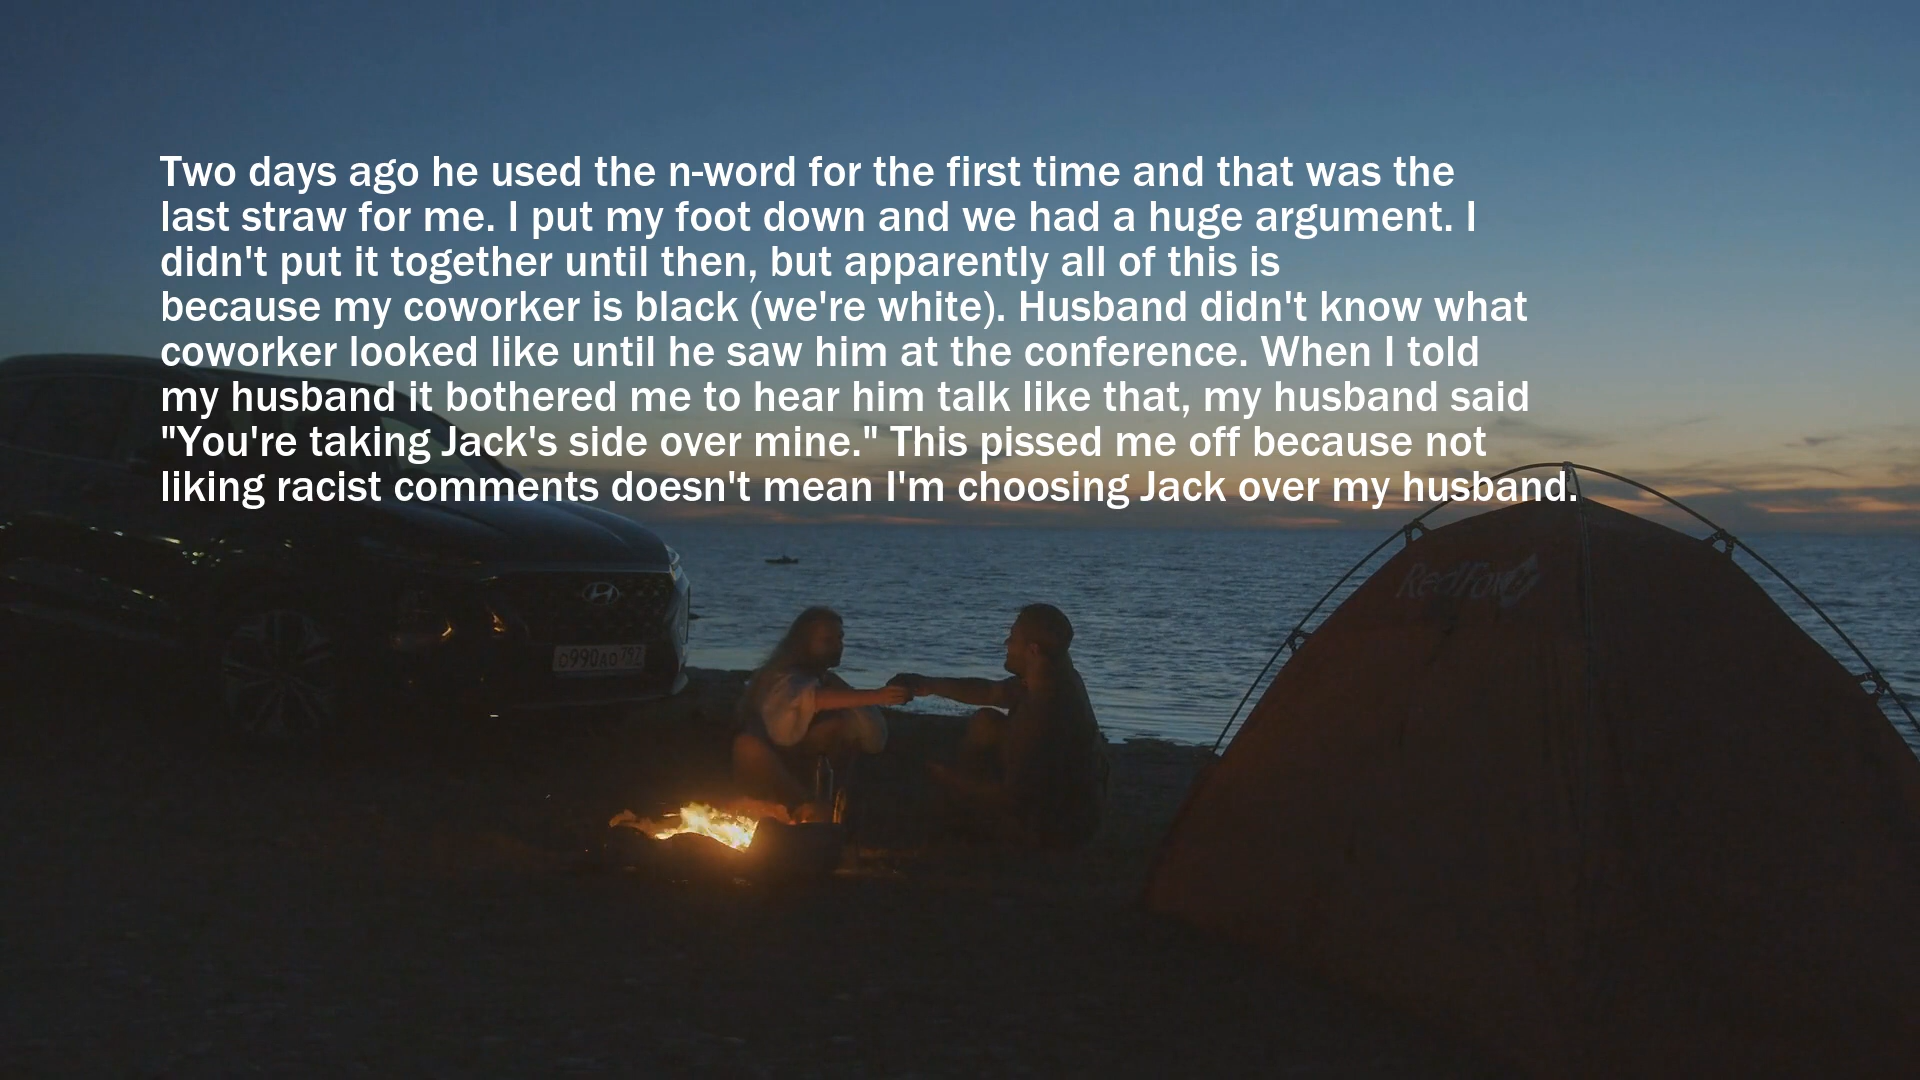 Two days ago he used the n-word for the first time and that was the
last straw for me. I put my foot down and we had a huge argument. I
didn't put it together until then, but apparently all of this is
because my coworker is black (we're white). Husband didn't know what
coworker looked like until he saw him at the conference. When I told
my husband it bothered me to hear him talk like that, my husband said
"You're taking Jack's side over mine." This pissed me off because not
liking racist comments doesn't mean I'm choosing Jack over my husband.
RedFox
О990АО 797